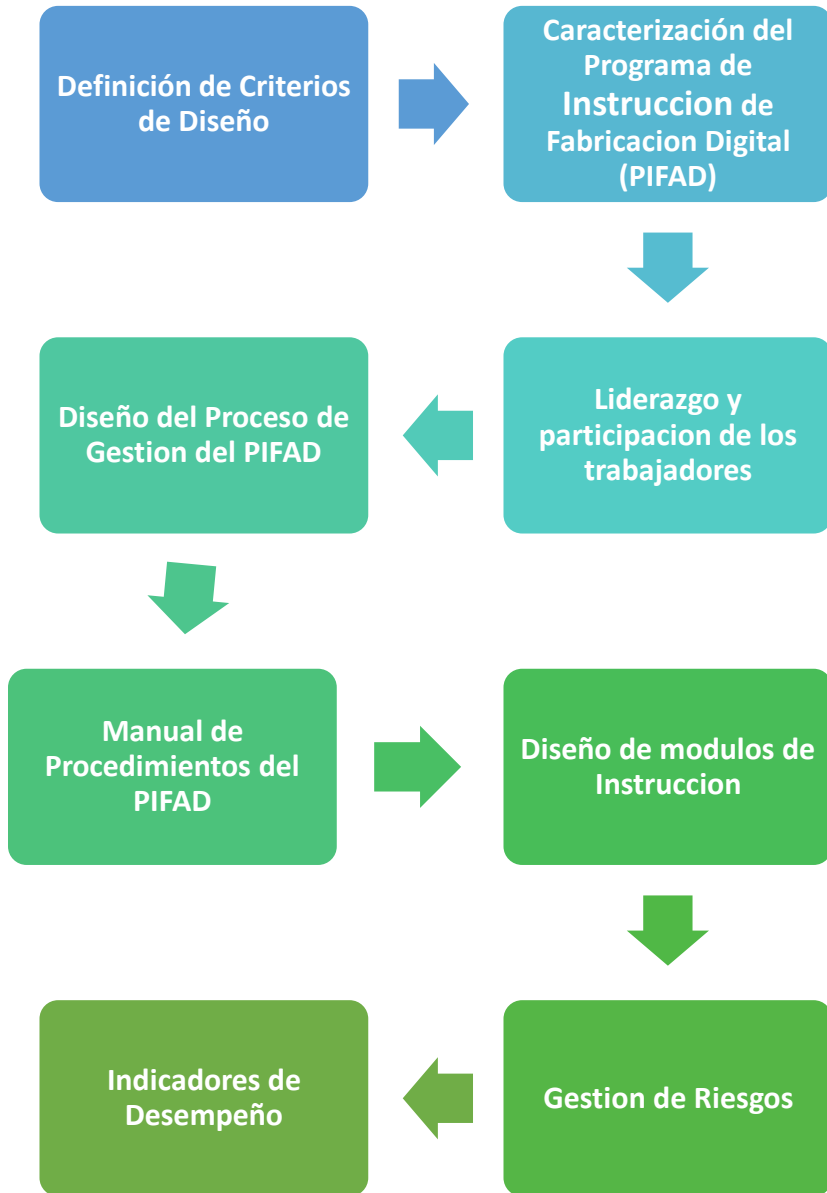 Definición de Criterios
de Diseño
Caracterización del
Programa de
Instruccion de
Fabricacion Digital
(PIFAD)
Liderazgo y
participacion de los
trabajadores
Diseño del Proceso de
Gestion del PIFAD
Manual de
Procedimientos del
PIFAD
Diseño de modulos de
Instruccion
Gestion de Riesgos
Indicadores de
Desempeño